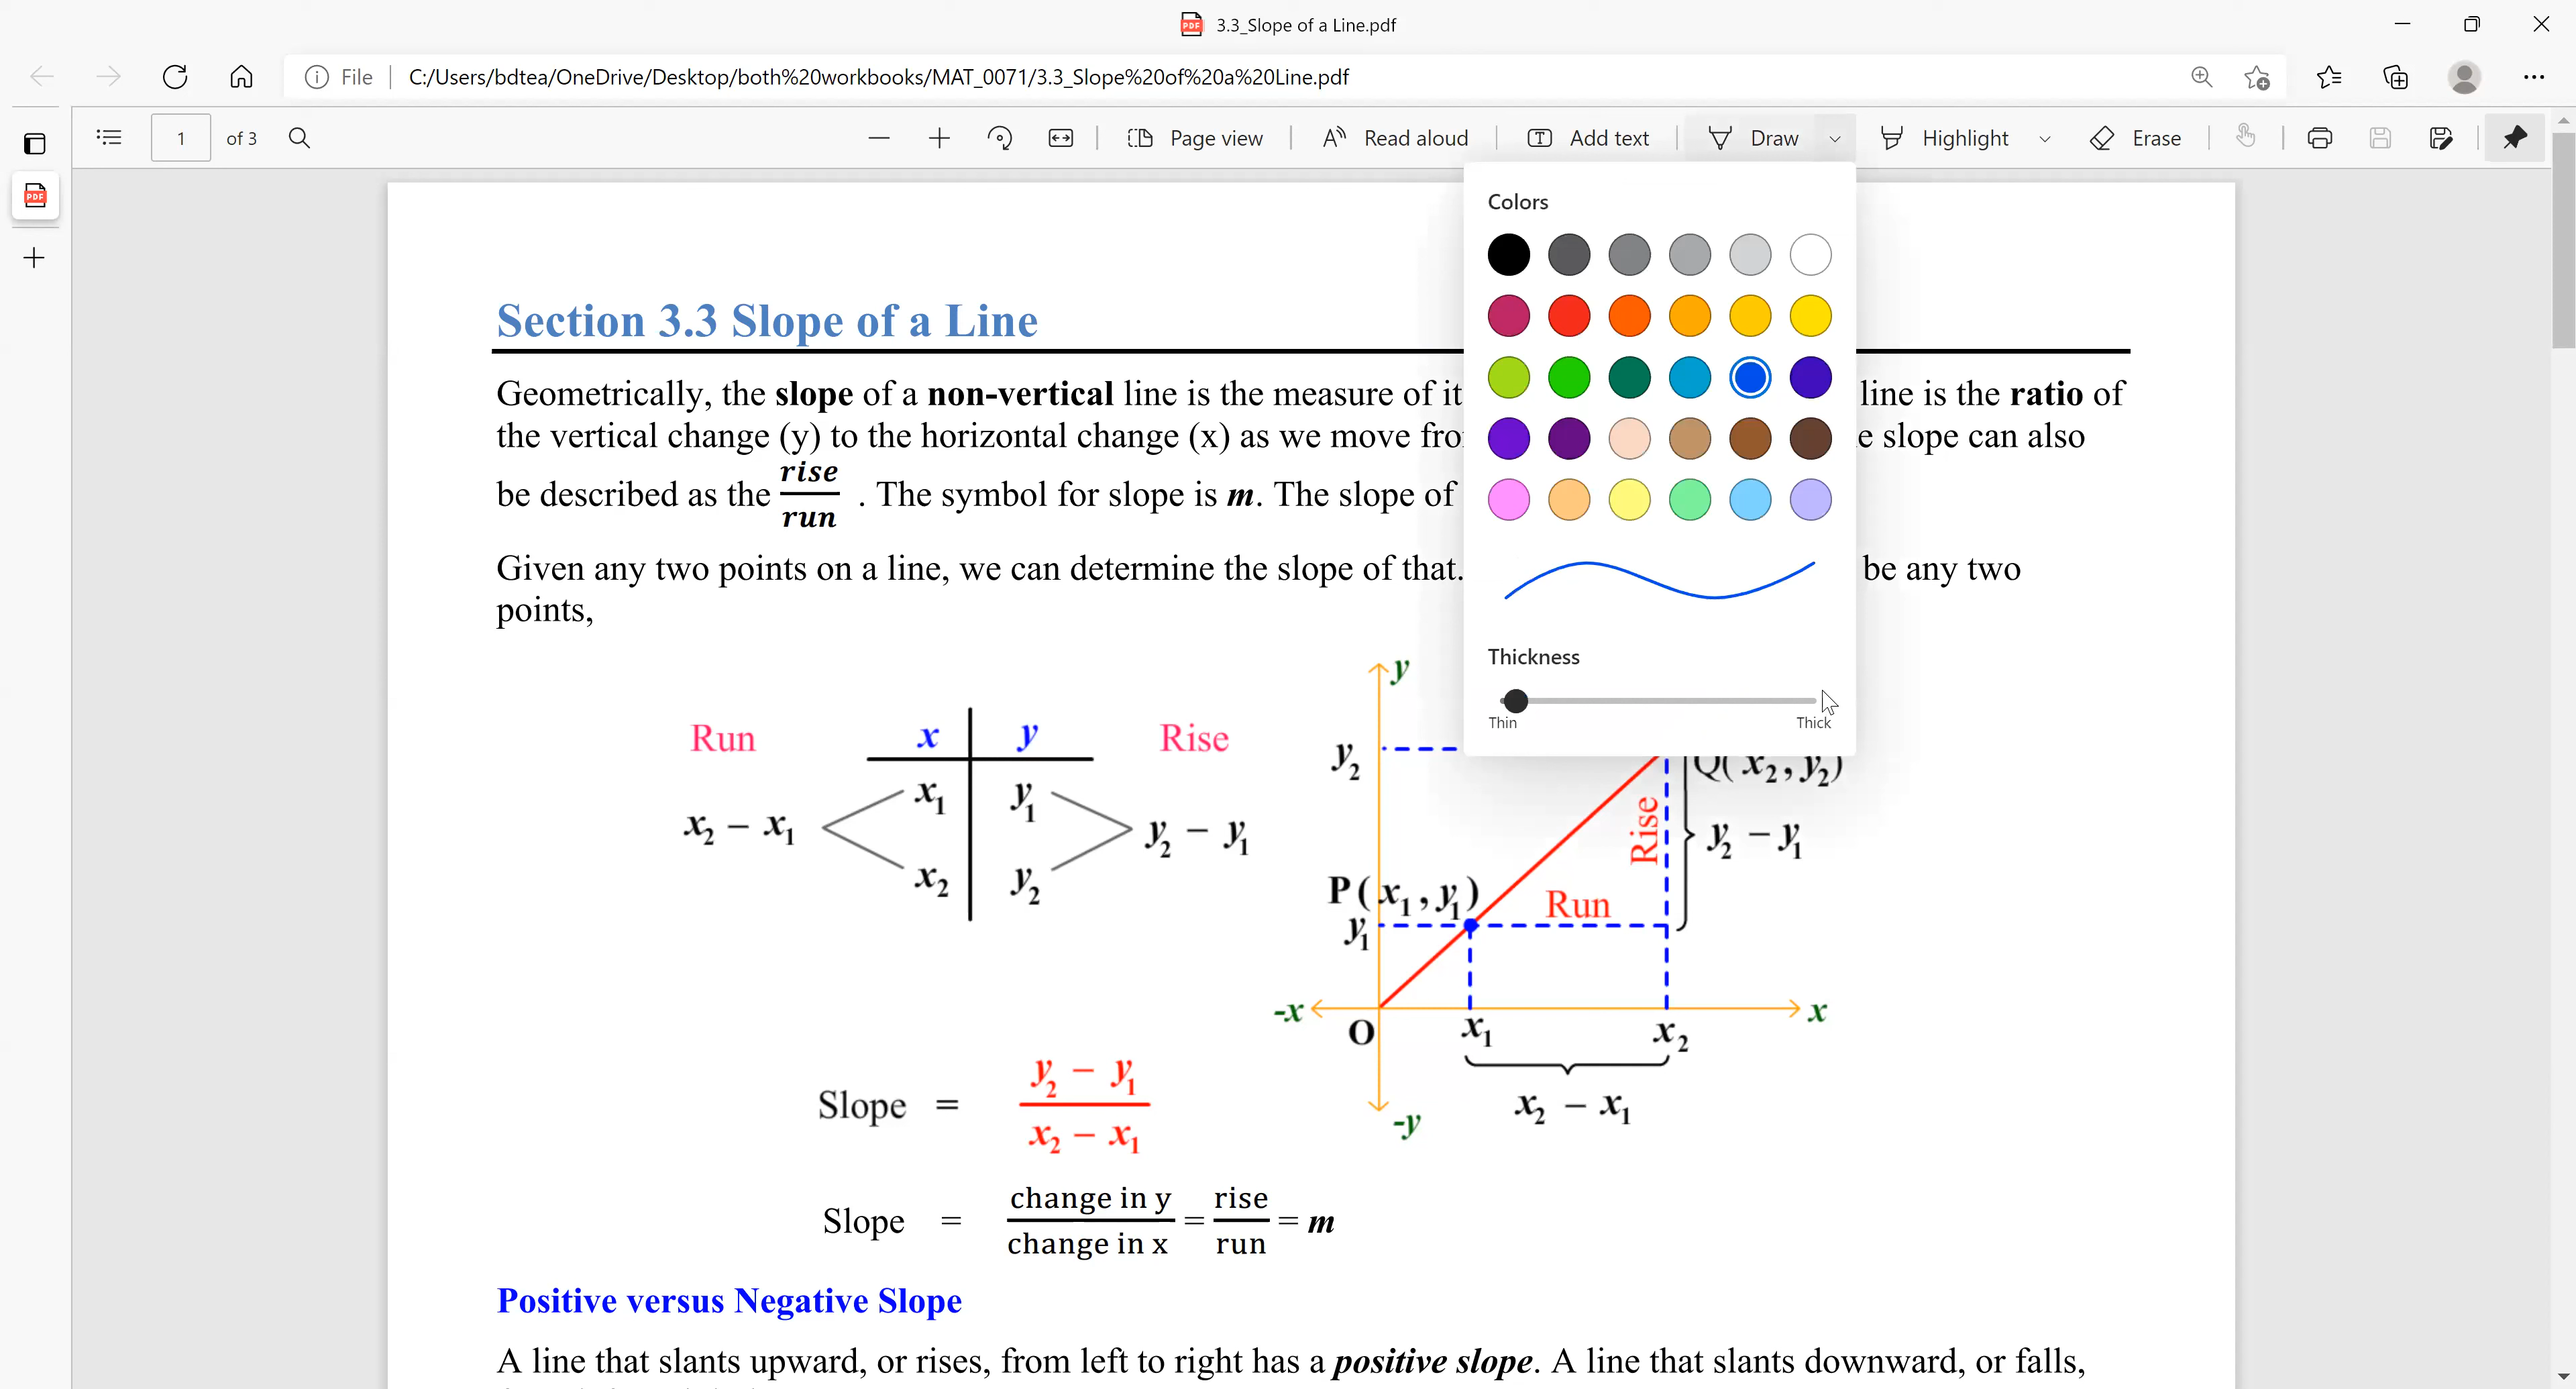 3.3_Slope of a Line.pdf
File
C:/Users/bdtea/OneDrive/Desktop/both%20workbooks/MAT_0071/3.3_Slope%20of%20a%20Line.pdf
1 of 3
Page view
Read aloud
Add text
Draw
Highlight
Erase
Colors
Thickness
Thin
Thick
Section 3.3 Slope of a Line
Geometrically, the slope of a non-vertical line is the measure of it line is the ratio of
the vertical change (y) to the horizontal change (x) as we move fro e slope can also
be described as the rise/run . The symbol for slope is m. The slope of
Given any two points on a line, we can determine the slope of that. be any two
points,
Run x y Rise
x₂ − x₁ x₁ y₁ y₂ − y₁
x₂ y₂
y
y₂
Q( x₂ , y₂)
Rise
y₂ − y₁
P( x₁ , y₁)
Run
y₁
-x x
O x₁ x₂
x₂ − x₁
-y
Slope = y₂ − y₁ / x₂ − x₁
Slope = change in y / change in x = rise / run = m
Positive versus Negative Slope
A line that slants upward, or rises, from left to right has a positive slope. A line that slants downward, or falls,